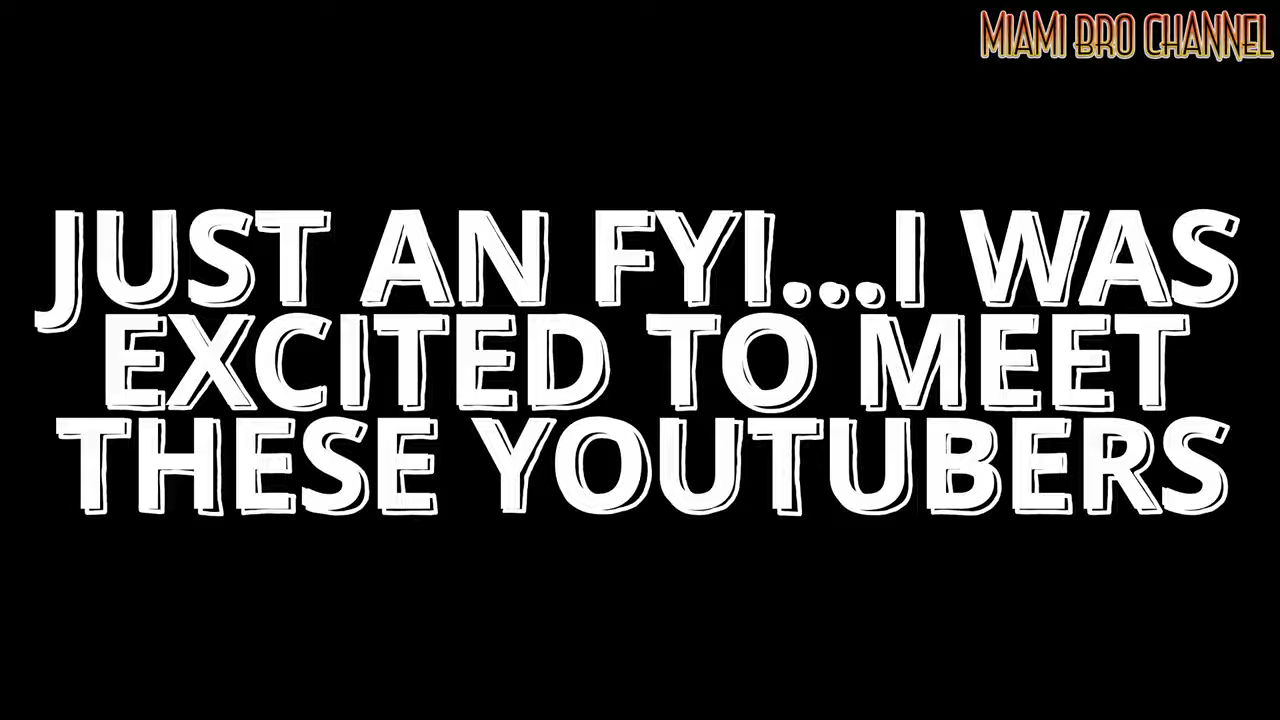 MIAMI BRO CHANNEL
JUST AN FYI...I WAS
EXCITED TO MEET
THESE YOUTUBERS